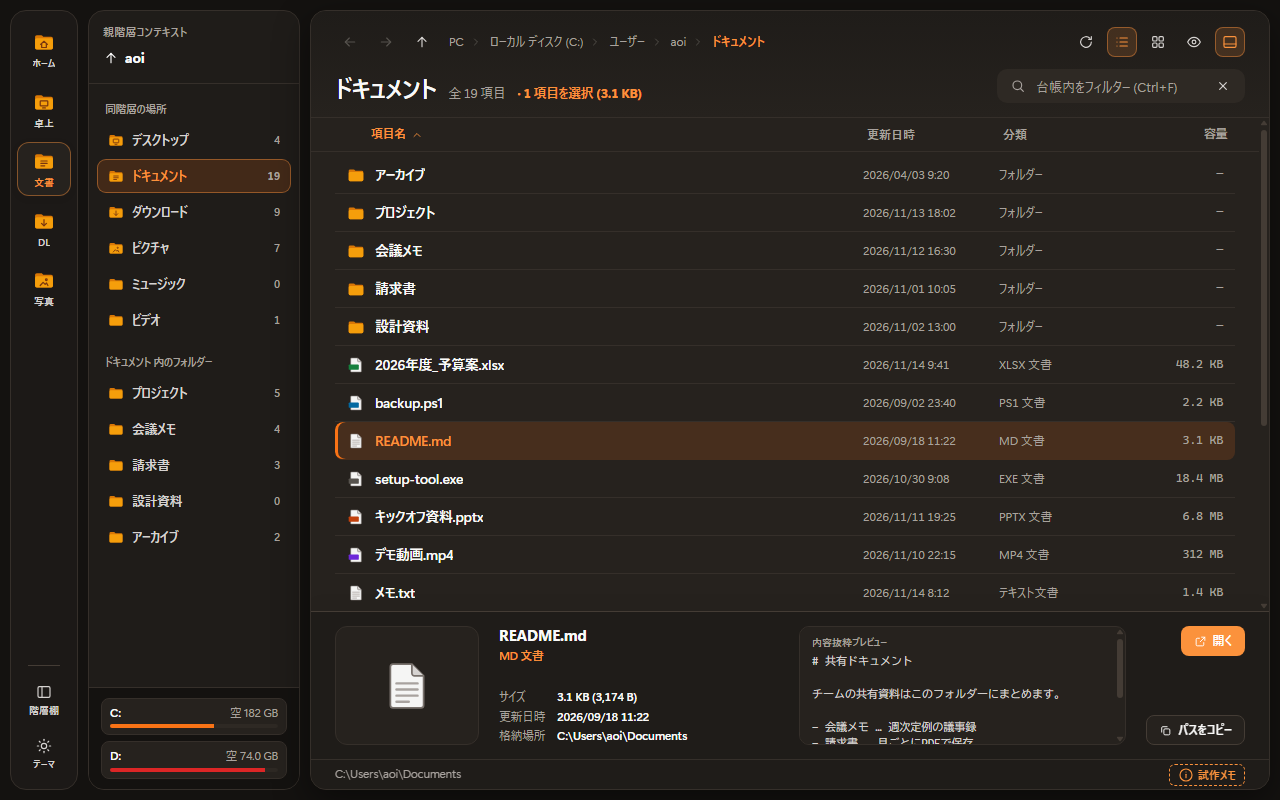 ホーム
卓上
文書
DL
写真
階層棚
テーマ
親階層コンテキスト
aoi
同階層の場所
デスクトップ 4
ドキュメント 19
ダウンロード 9
ピクチャ 7
ミュージック 0
ビデオ 1
ドキュメント 内のフォルダー
プロジェクト 5
会議メモ 4
請求書 3
設計資料 0
アーカイブ 2
C: 空 182 GB
D: 空 74.0 GB
PC ローカル ディスク (C:) ユーザー aoi ドキュメント
ドキュメント 全 19 項目 • 1 項目を選択 (3.1 KB)
台帳内をフィルター (Ctrl+F)
項目名 更新日時 分類 容量
アーカイブ 2026/04/03 9:20 フォルダー –
プロジェクト 2026/11/13 18:02 フォルダー –
会議メモ 2026/11/12 16:30 フォルダー –
請求書 2026/11/01 10:05 フォルダー –
設計資料 2026/11/02 13:00 フォルダー –
2026年度_予算案.xlsx 2026/11/14 9:41 XLSX 文書 48.2 KB
backup.ps1 2026/09/02 23:40 PS1 文書 2.2 KB
README.md 2026/09/18 11:22 MD 文書 3.1 KB
setup-tool.exe 2026/10/30 9:08 EXE 文書 18.4 MB
キックオフ資料.pptx 2026/11/11 19:25 PPTX 文書 6.8 MB
デモ動画.mp4 2026/11/10 22:15 MP4 文書 312 MB
メモ.txt 2026/11/14 8:12 テキスト文書 1.4 KB
README.md
MD 文書
サイズ 3.1 KB (3,174 B)
更新日時 2026/09/18 11:22
格納場所 C:\Users\aoi\Documents
内容抜粋プレビュー
# 共有ドキュメント
チームの共有資料はこのフォルダーにまとめます。
- 会議メモ … 週次定例の議事録
- 請求書 … 月ごとにPDFで保存
開く
パスをコピー
C:\Users\aoi\Documents
試作メモ